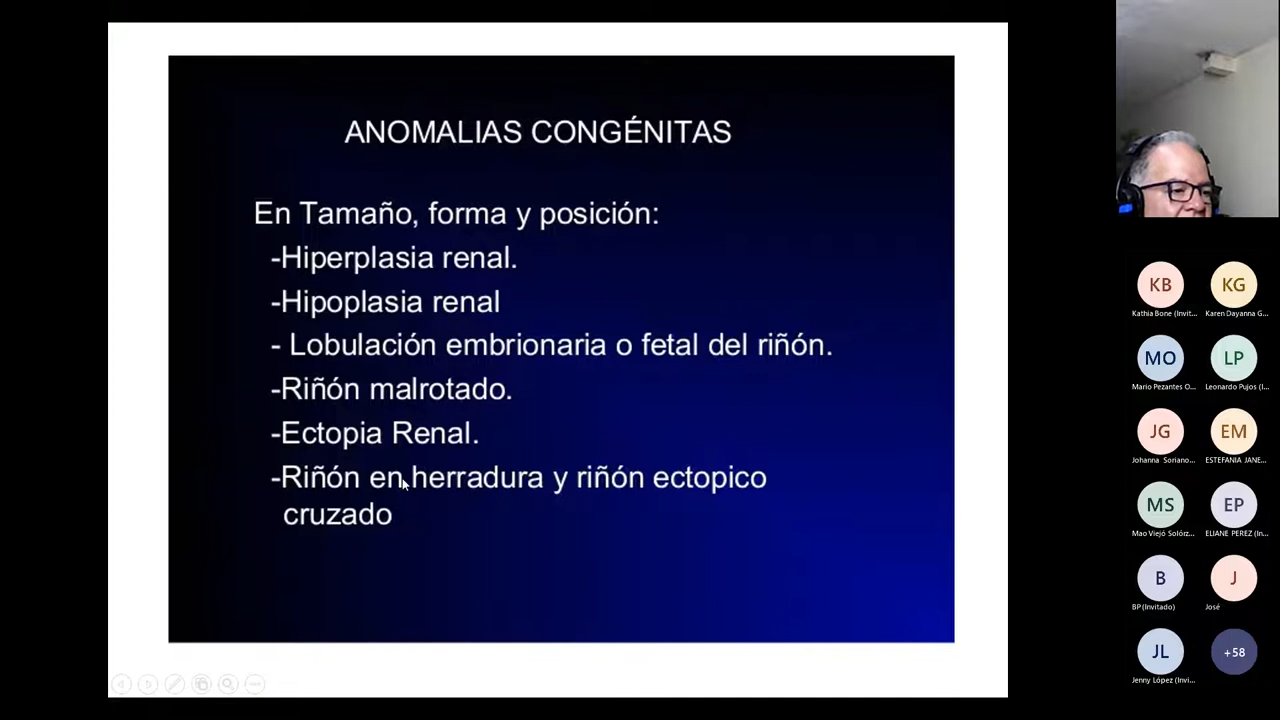 ANOMALIAS CONGÉNITAS
En Tamaño, forma y posición:
-Hiperplasia renal.
-Hipoplasia renal
- Lobulación embrionaria o fetal del riñón.
-Riñón malrotado.
-Ectopia Renal.
-Riñón en herradura y riñón ectopico
cruzado
KB
KG
Kathia Bone (Invit...
Karen Dayanna G...
MO
LP
Mario Pezantes O...
Leonardo Pujos (I...
JG
EM
Johanna Soriano...
ESTEFANIA JANE...
MS
EP
Mao Viejó Solórz...
ELIANE PEREZ (In...
B
J
BP (Invitado)
José
JL
+58
Jenny López (Invi...